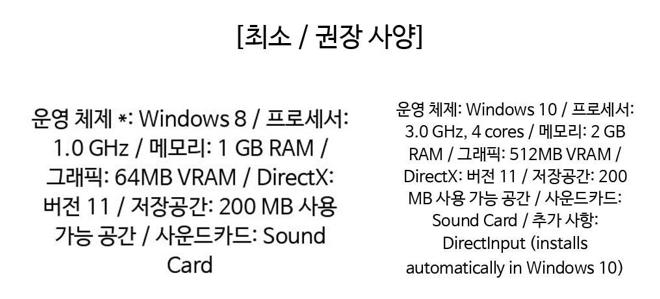 [최소 / 권장 사양]
운영 체제 *: Windows 8 / 프로세서:
1.0 GHz / 메모리: 1 GB RAM /
그래픽: 64MB VRAM / DirectX:
버전 11 / 저장공간: 200 MB 사용
가능 공간 / 사운드카드: Sound
Card
운영 체제: Windows 10 / 프로세서:
3.0 GHz, 4 cores / 메모리: 2 GB
RAM / 그래픽: 512MB VRAM /
DirectX: 버전 11 / 저장공간: 200
MB 사용 가능 공간 / 사운드카드:
Sound Card / 추가 사항:
DirectInput (installs
automatically in Windows 10)